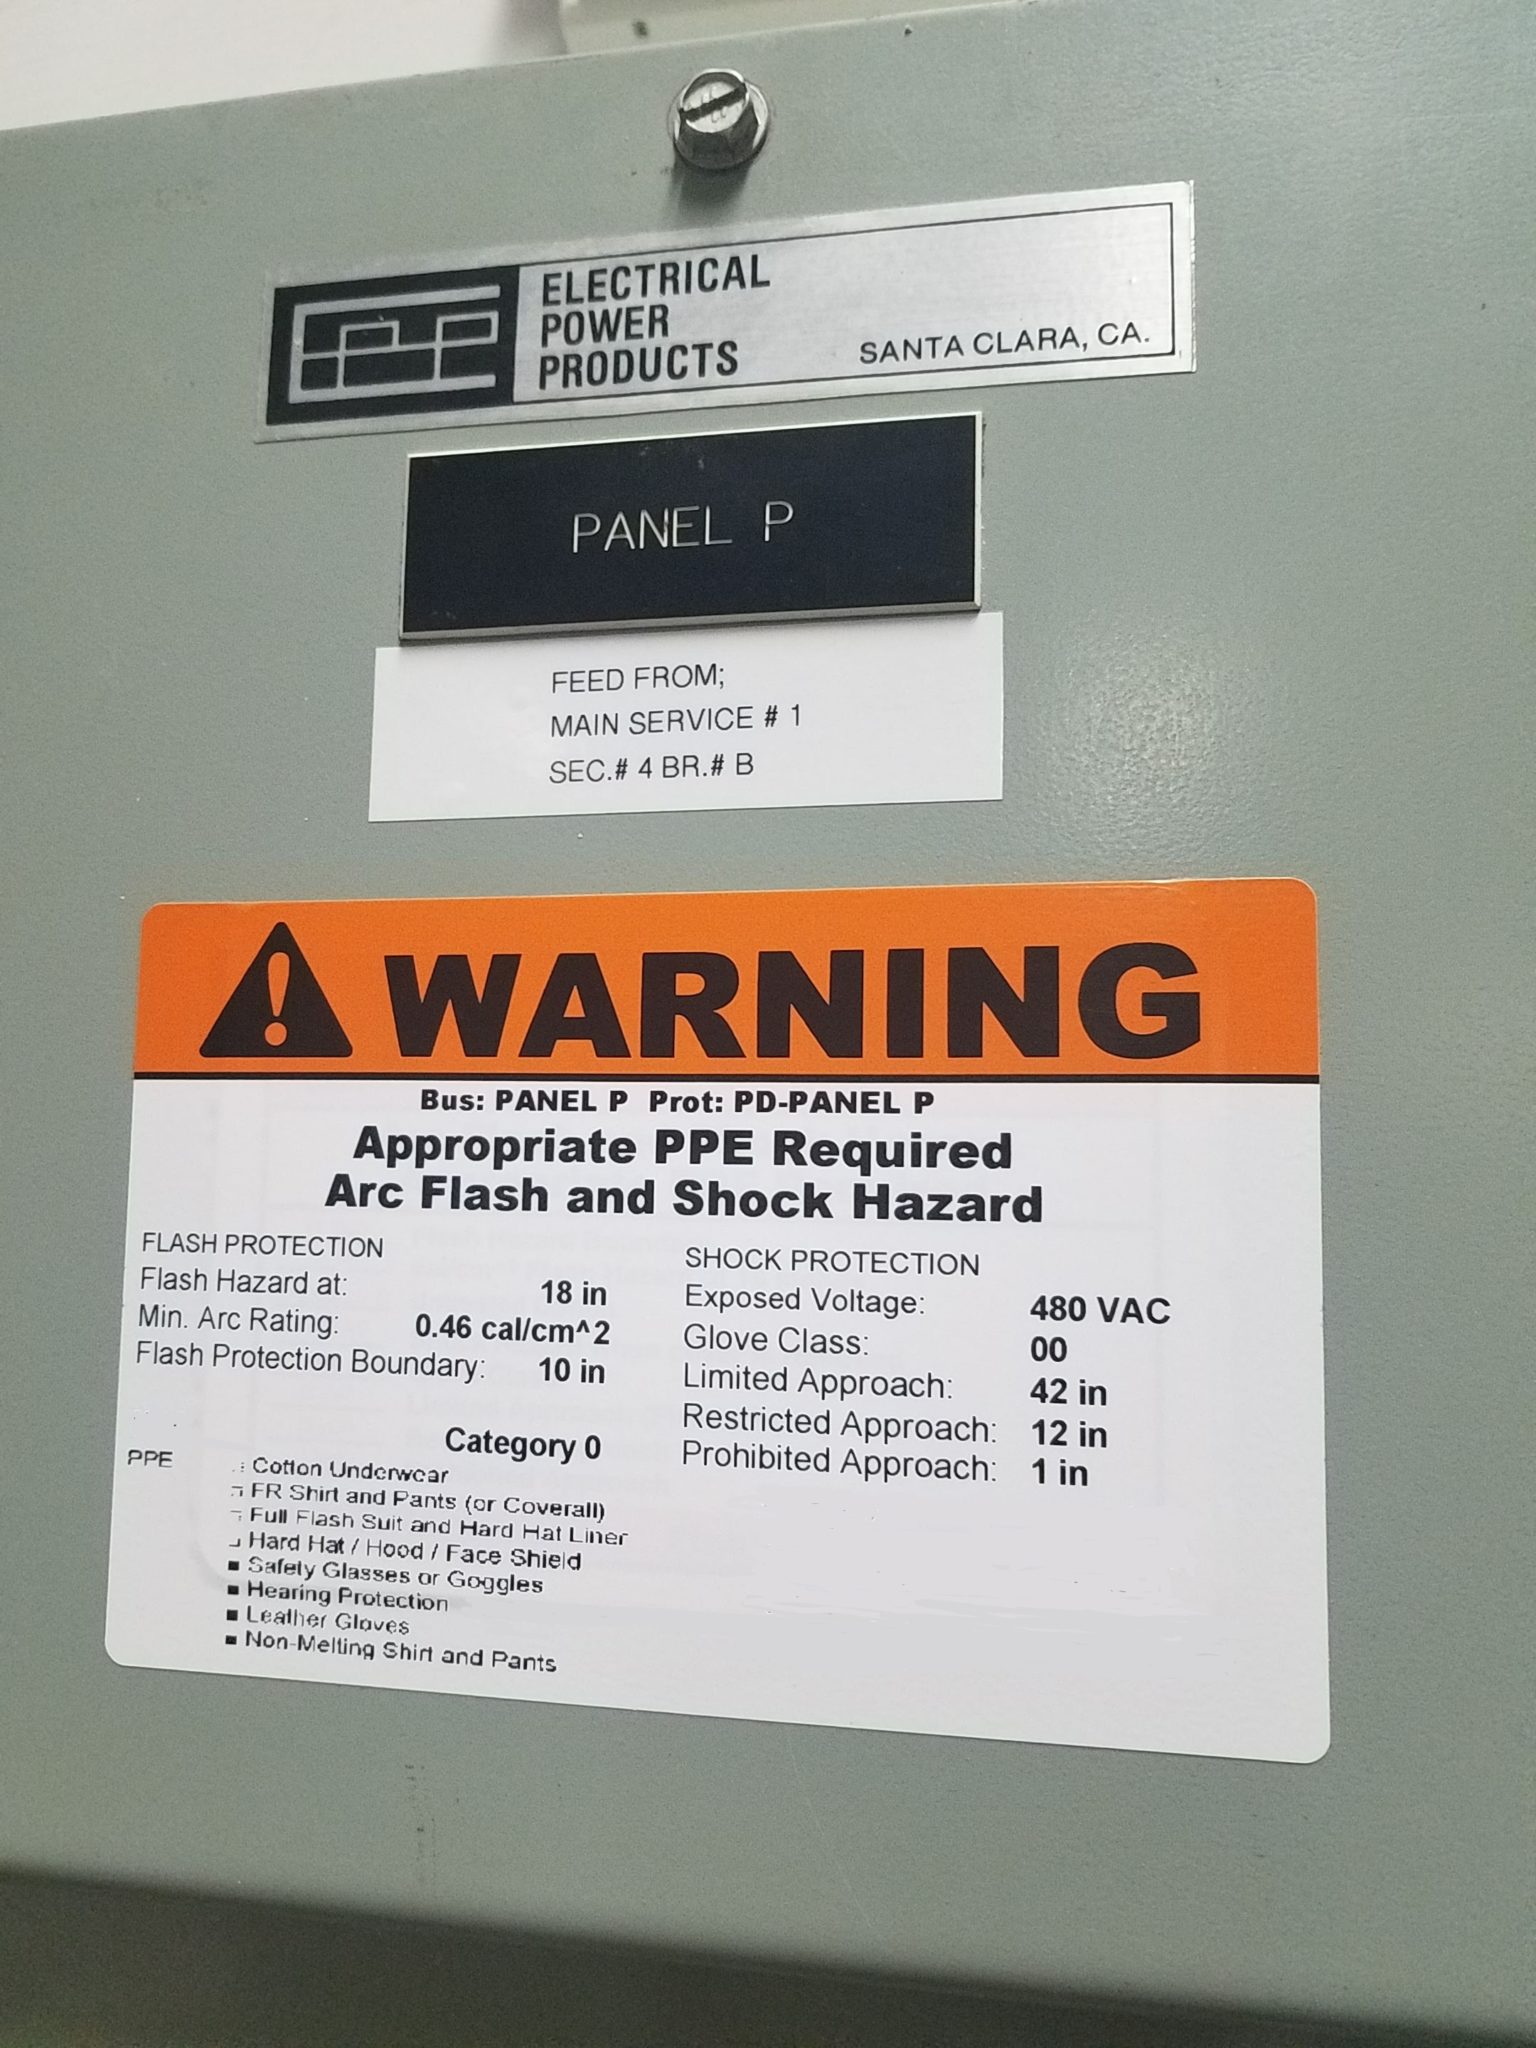 ELECTRICAL
POWER
PRODUCTS
SANTA CLARA, CA.
PANEL P
FEED FROM;
MAIN SERVICE # 1
SEC.# 4 BR.# B
WARNING
Bus: PANEL P Prot: PD-PANEL P
Appropriate PPE Required
Arc Flash and Shock Hazard
FLASH PROTECTION
Flash Hazard at: 18 in
Min. Arc Rating: 0.46 cal/cm^2
Flash Protection Boundary: 10 in
SHOCK PROTECTION
Exposed Voltage: 480 VAC
Glove Class: 00
Limited Approach: 42 in
Restricted Approach: 12 in
Prohibited Approach: 1 in
Category 0
PPE
Cotton Underwear
FR Shirt and Pants (or Coverall)
Full Flash Suit and Hard Hat Liner
Hard Hat / Hood / Face Shield
Safety Glasses or Goggles
Hearing Protection
Leather Gloves
Non-Melting Shirt and Pants